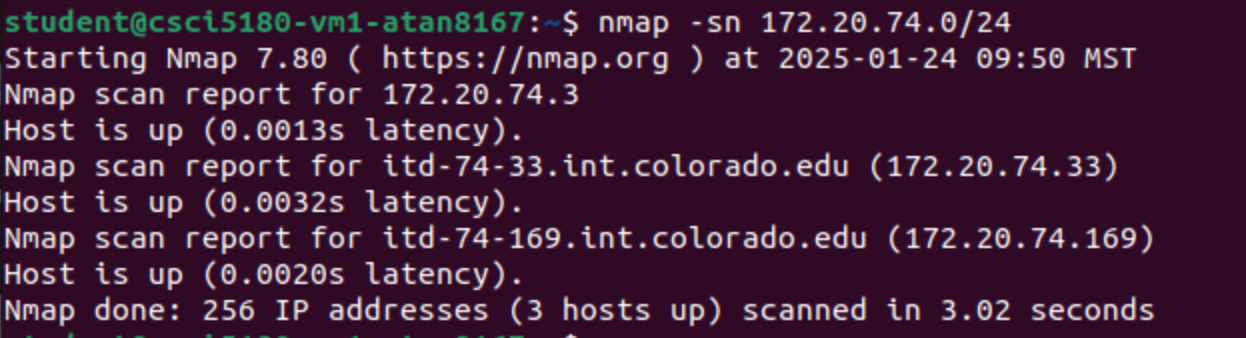 student@csci5180-vm1-atan8167:~$ nmap -sn 172.20.74.0/24
Starting Nmap 7.80 ( https://nmap.org ) at 2025-01-24 09:50 MST
Nmap scan report for 172.20.74.3
Host is up (0.0013s latency).
Nmap scan report for itd-74-33.int.colorado.edu (172.20.74.33)
Host is up (0.0032s latency).
Nmap scan report for itd-74-169.int.colorado.edu (172.20.74.169)
Host is up (0.0020s latency).
Nmap done: 256 IP addresses (3 hosts up) scanned in 3.02 seconds